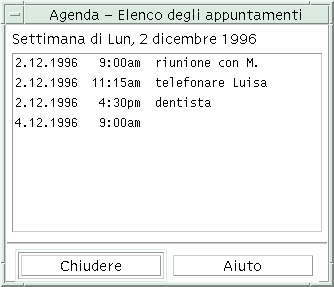 Agenda – Elenco degli appuntamenti
Settimana di Lun, 2 dicembre 1996
2.12.1996 9:00am riunione con M.
2.12.1996 11:15am telefonare Luisa
2.12.1996 4:30pm dentista
4.12.1996 9:00am
Chiudere Aiuto